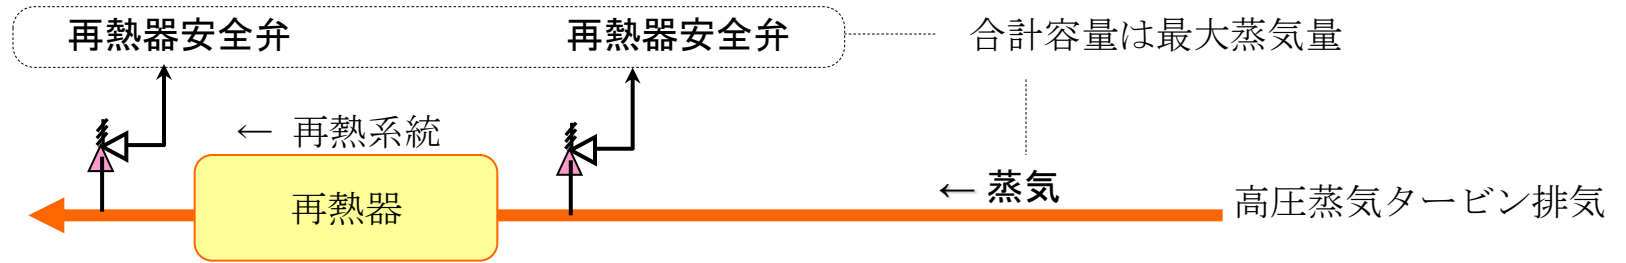 再熱器安全弁
再熱器安全弁
合計容量は最大蒸気量
← 再熱系統
← 蒸気
再熱器
高圧蒸気タービン排気